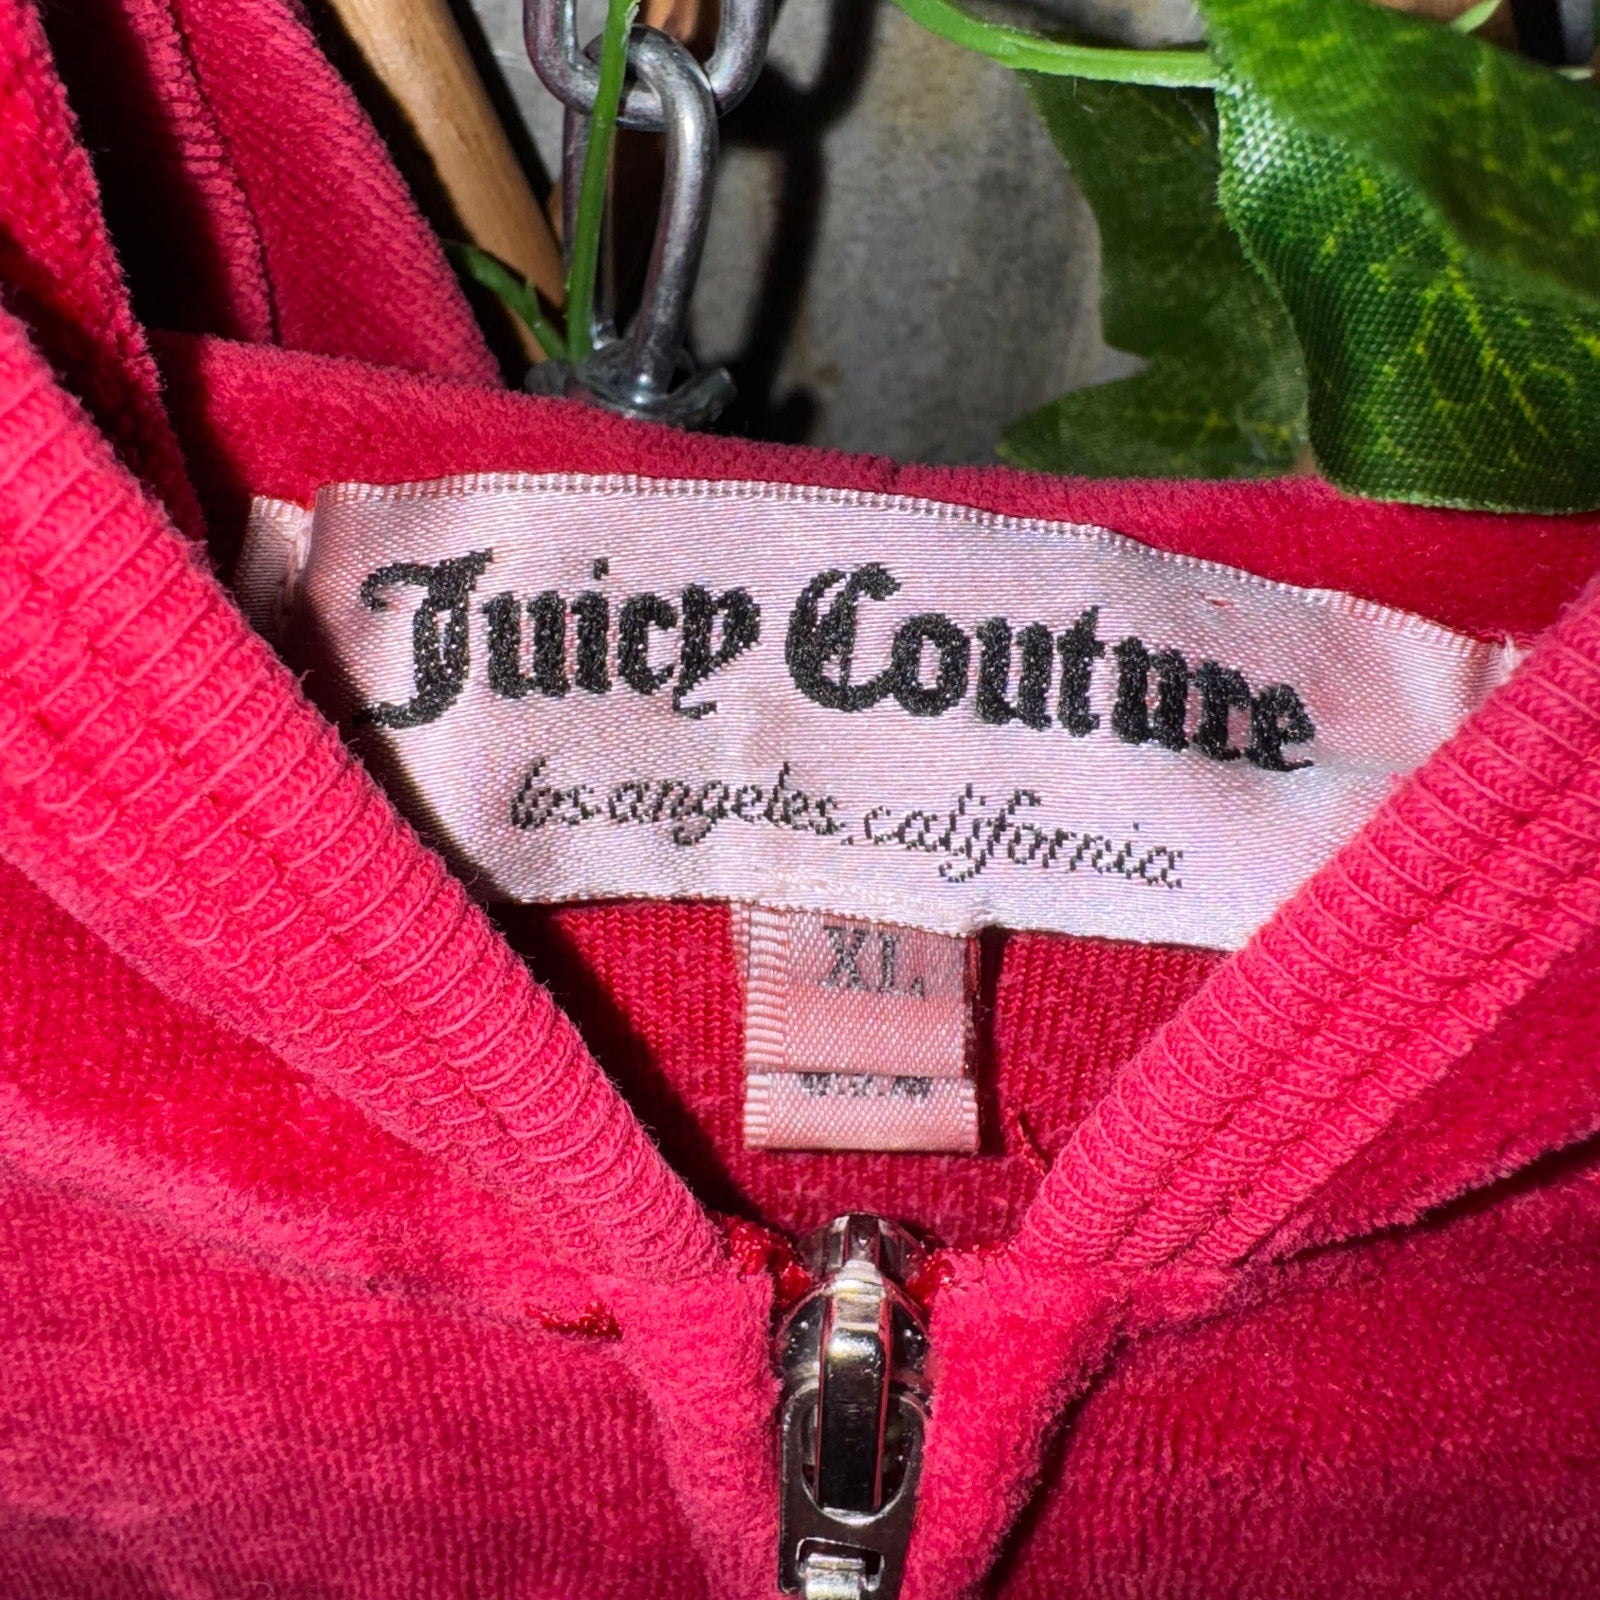 Juicy Couture
los angeles, california
XL